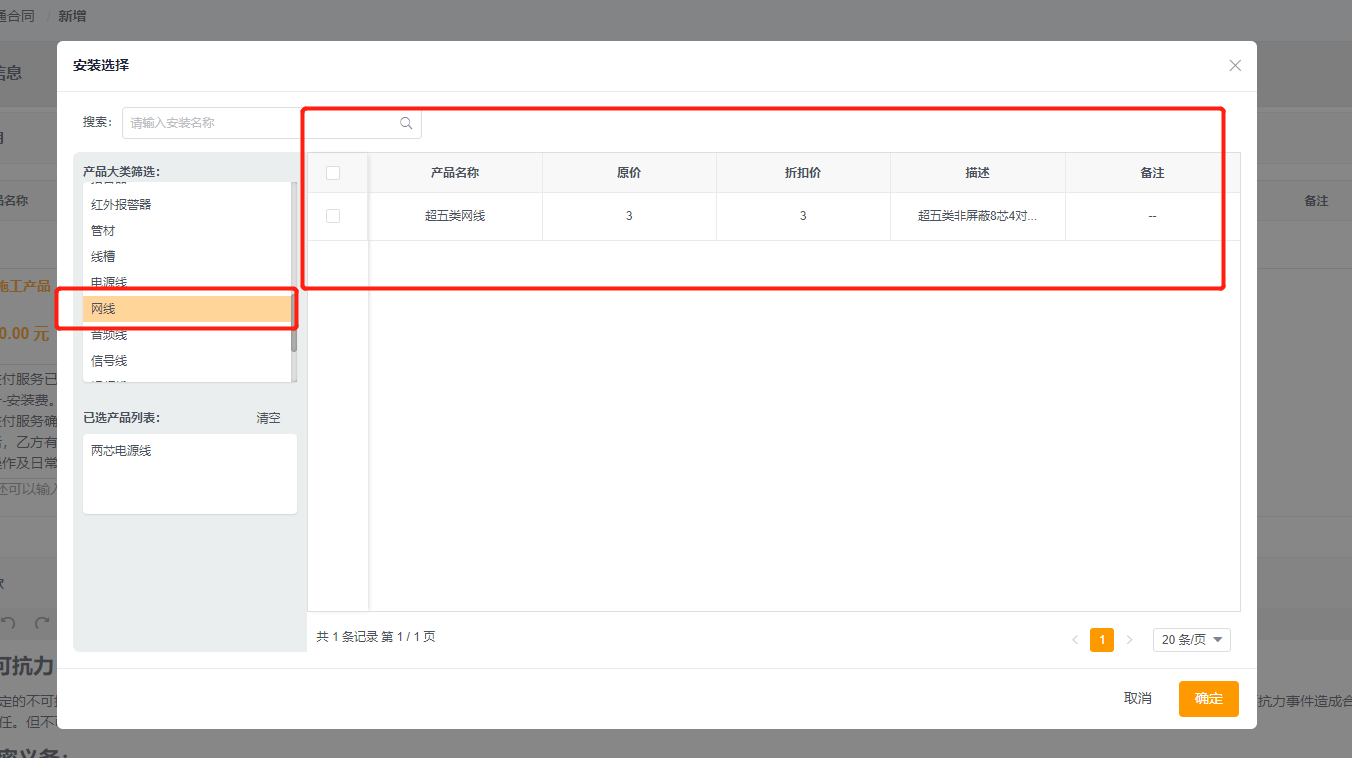 通合同 / 新增
信息
安装选择
搜索: 请输入安装名称
产品大类筛选:
红外报警器
管材
线槽
电源线
网线
音频线
信号线
已选产品列表: 清空
两芯电源线
产品名称 原价 折扣价 描述 备注
超五类网线 3 3 超五类非屏蔽8芯4对... --
共 1 条记录 第 1 / 1 页
1
20 条/页
取消 确定
品名称
备注
施工产品
0.00 元
付服务已
-安装费。
付服务确
，乙方有
操作及日常
还可以输入
可抗力
定的不可
任。但不
抗力事件造成合
密义务: